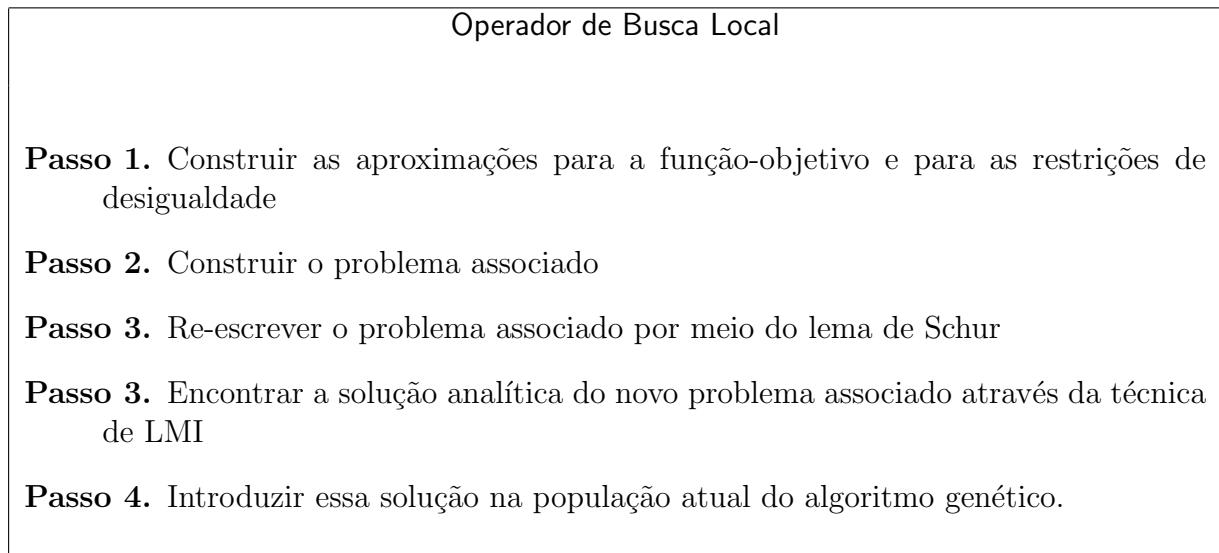 Operador de Busca Local
Passo 1. Construir as aproximações para a função-objetivo e para as restrições de
desigualdade
Passo 2. Construir o problema associado
Passo 3. Re-escrever o problema associado por meio do lema de Schur
Passo 3. Encontrar a solução analítica do novo problema associado através da técnica
de LMI
Passo 4. Introduzir essa solução na população atual do algoritmo genético.